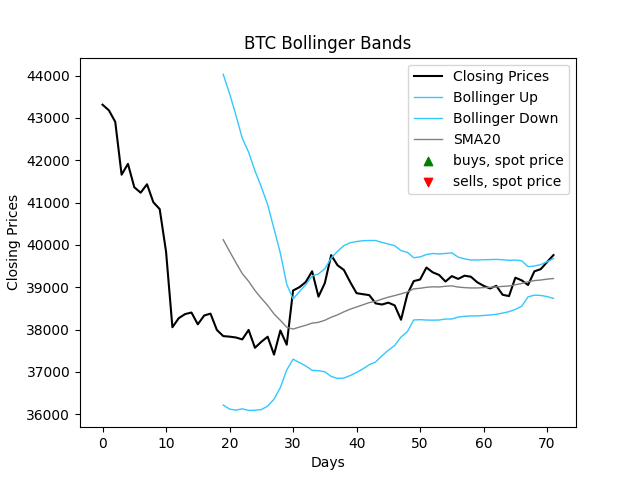 BTC Bollinger Bands
Closing Prices
44000
43000
42000
41000
40000
39000
38000
37000
36000
0 10 20 30 40 50 60 70
Days
Closing Prices
Bollinger Up
Bollinger Down
SMA20
buys, spot price
sells, spot price